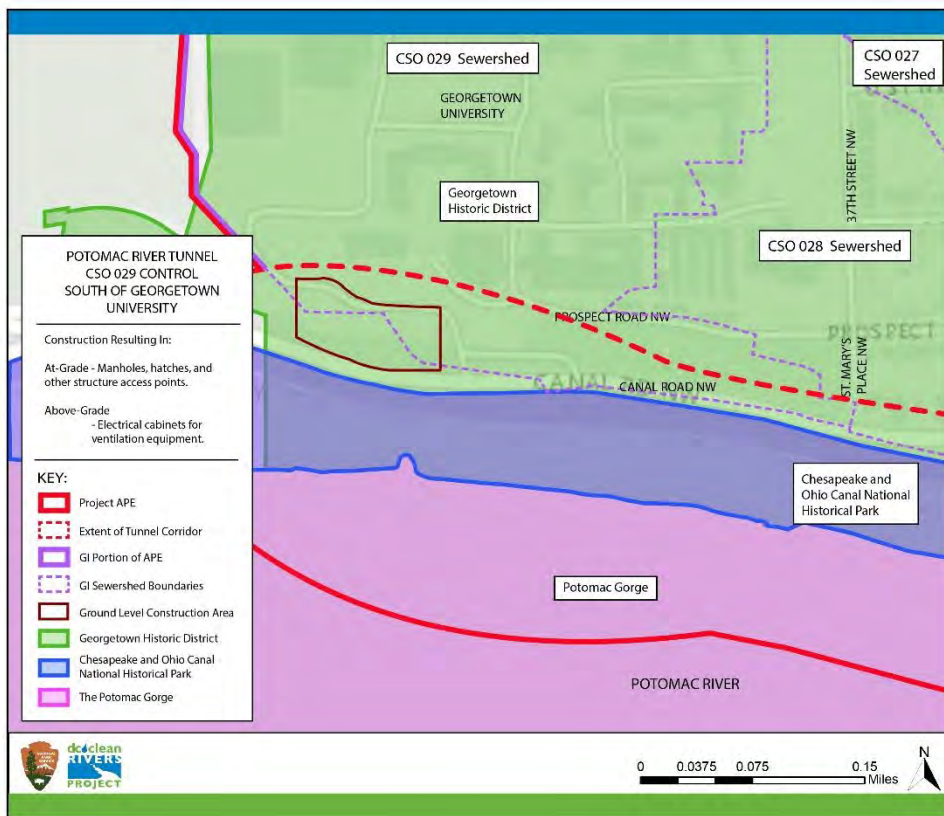 CSO 029 Sewershed
CSO 027
Sewershed
GEORGETOWN
UNIVERSITY
Georgetown
Historic District
37TH STREET NW
CSO 028 Sewershed
POTOMAC RIVER TUNNEL
CSO 029 CONTROL
SOUTH OF GEORGETOWN
UNIVERSITY
Construction Resulting In:
At-Grade - Manholes, hatches, and
other structure access points.
Above-Grade
- Electrical cabinets for
ventilation equipment.
KEY:
Project APE
Extent of Tunnel Corridor
GI Portion of APE
GI Sewershed Boundaries
Ground Level Construction Area
Georgetown Historic District
Chesapeake and Ohio Canal
National Historical Park
The Potomac Gorge
PROSPECT ROAD NW
PROSPECT
ST. MARY'S
PLACE NW
CANAL
CANAL ROAD NW
Chesapeake and
Ohio Canal National
Historical Park
Potomac Gorge
POTOMAC RIVER
dc clean
RIVERS
PROJECT
0 0.0375 0.075 0.15
Miles
N